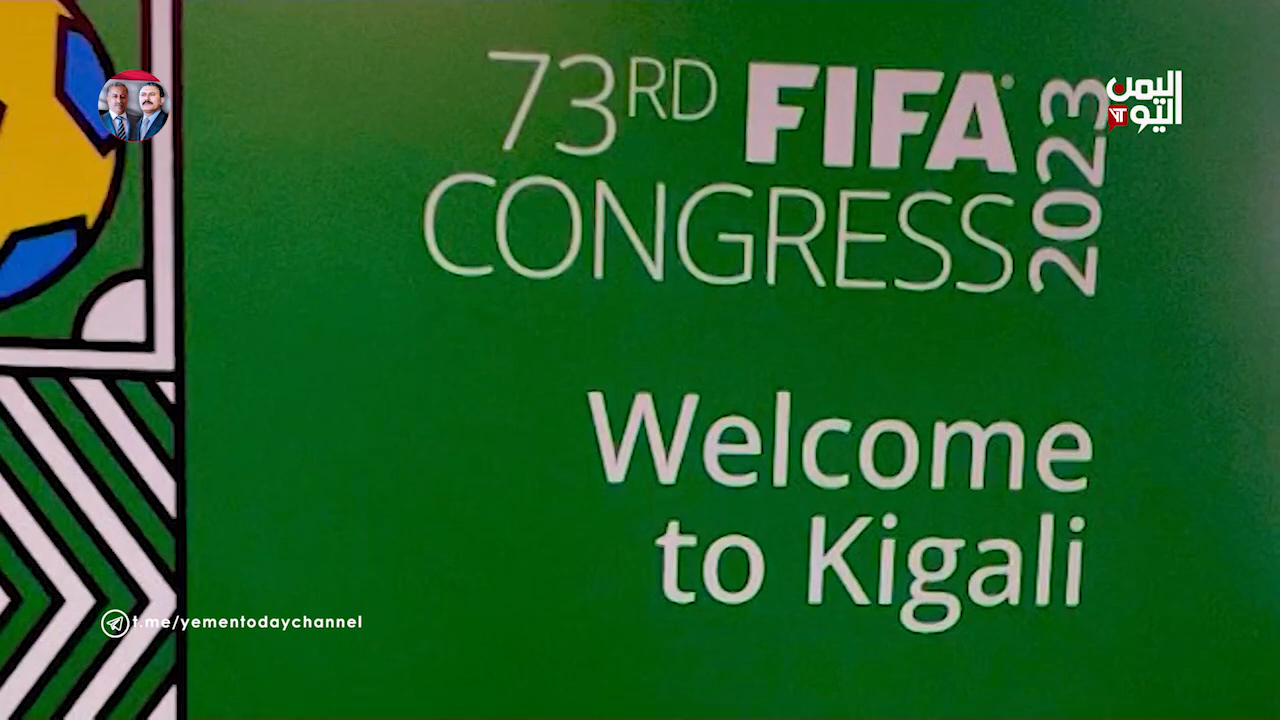 73RD FIFA
CONGRESS 2023
Welcome
to Kigali
اليمن
اليوم
t.me/yementodaychannel